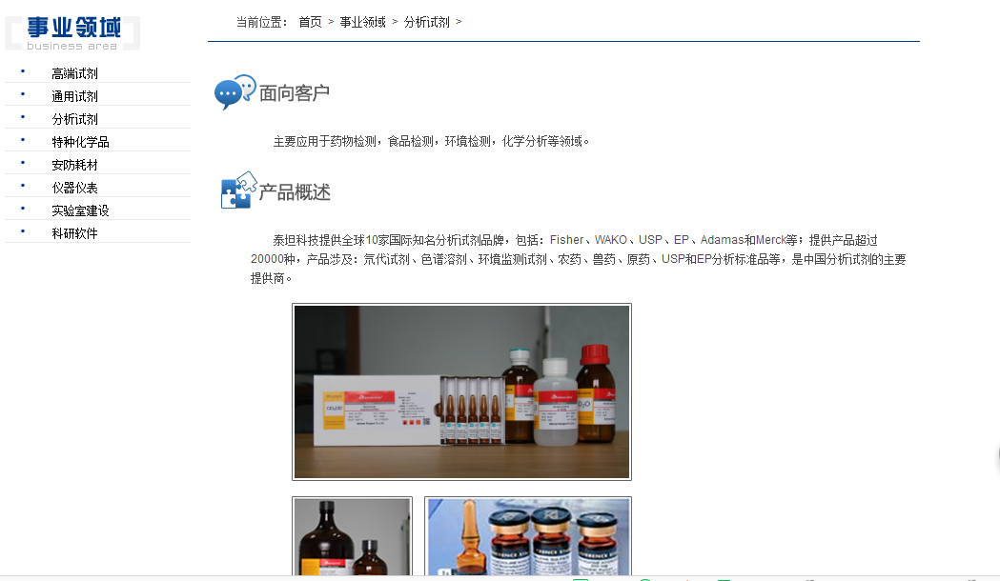 事业领域
business area
高端试剂
通用试剂
分析试剂
特种化学品
安防耗材
仪器仪表
实验室建设
科研软件
当前位置： 首页 > 事业领域 > 分析试剂 >
面向客户
主要应用于药物检测，食品检测，环境检测，化学分析等领域。
产品概述
泰坦科技提供全球10家国际知名分析试剂品牌，包括：Fisher、WAKO、USP、EP、Adamas和Merck等；提供产品超过
20000种，产品涉及：氘代试剂、色谱溶剂、环境监测试剂、农药、兽药、原药、USP和EP分析标准品等，是中国分析试剂的主要
提供商。
CD₃OD
D₂O